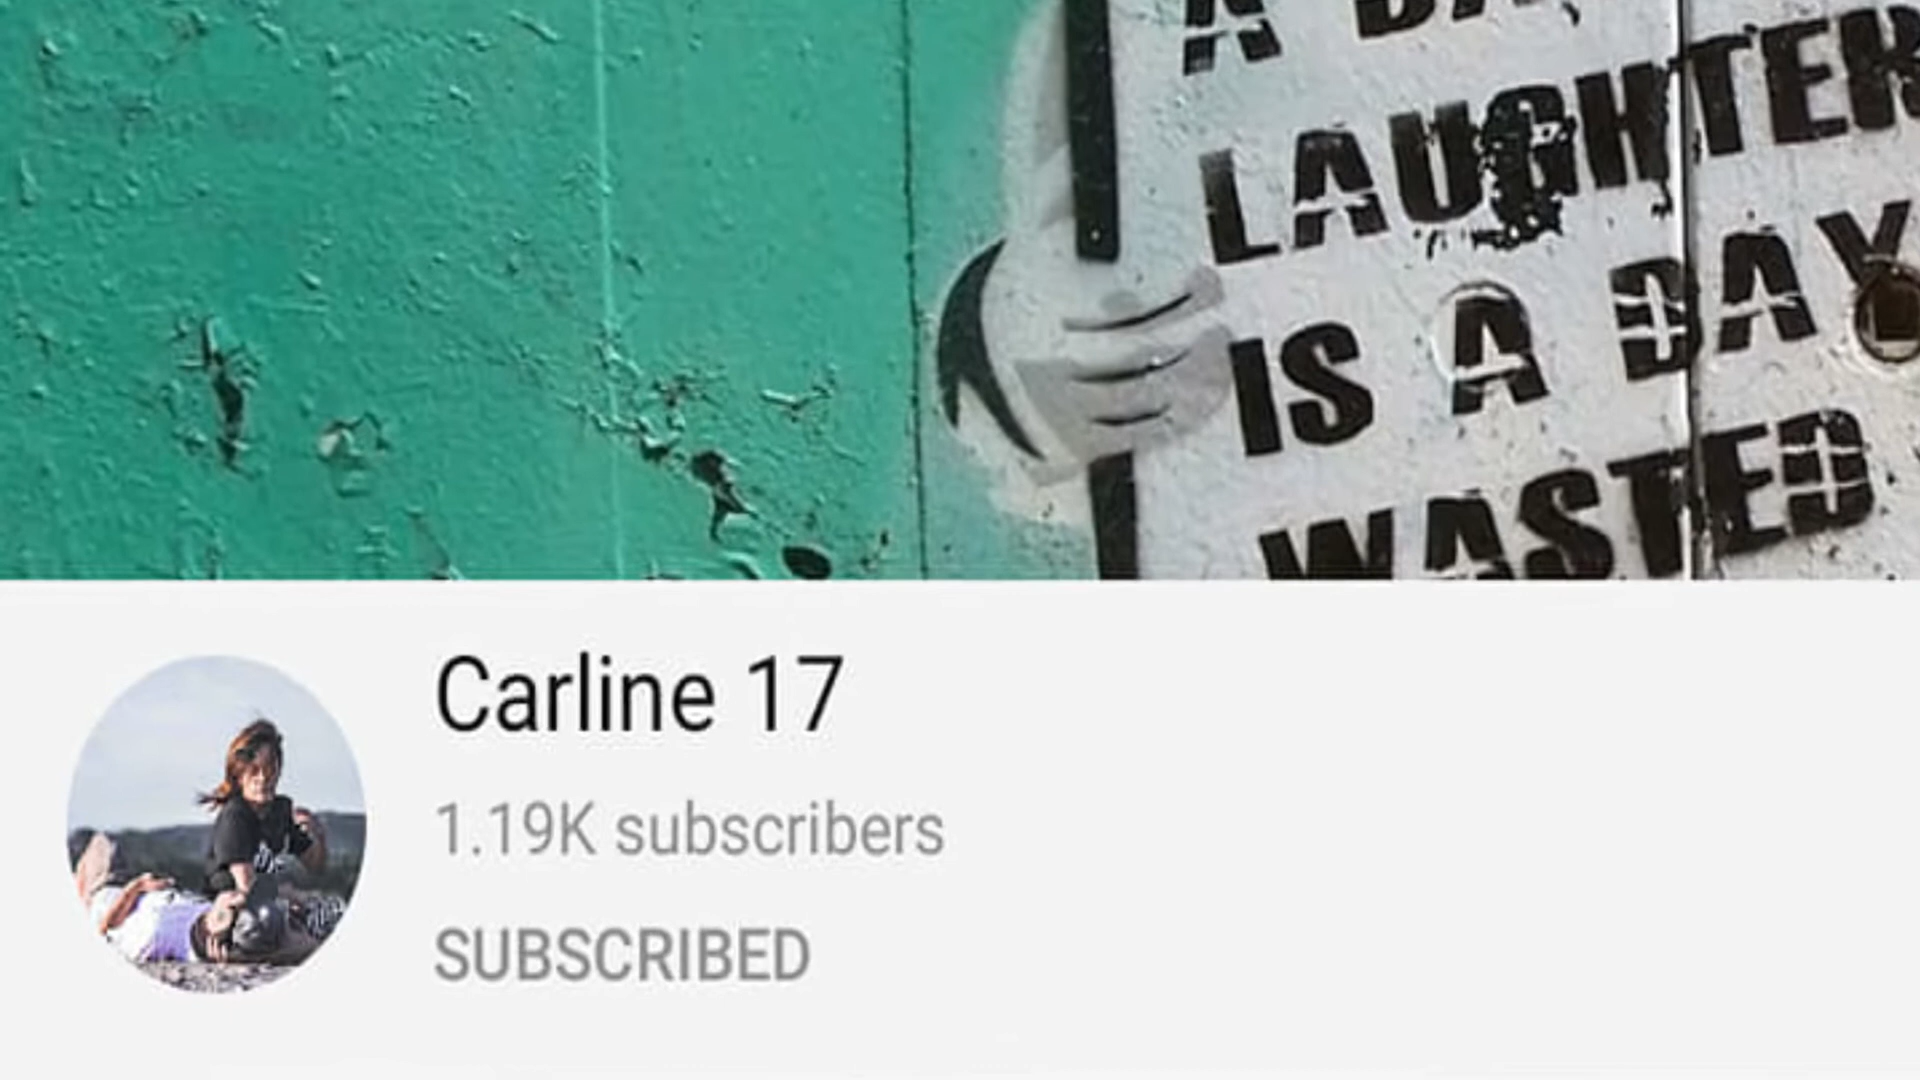 LAUGHTER
IS A DAY
WASTED
Carline 17
1.19K subscribers
SUBSCRIBED